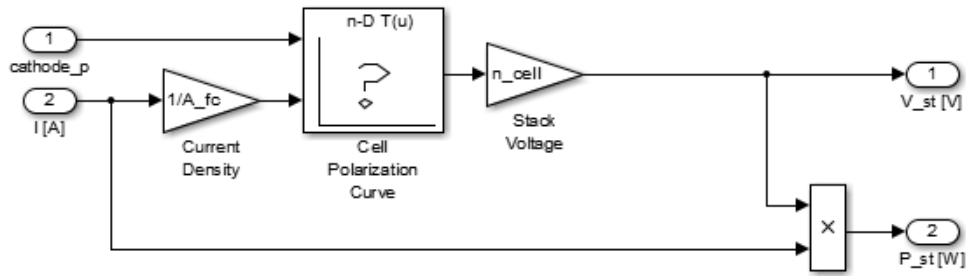 n-D T(u)
1
cathode_p
2
I [A]
1/A_fc
Current
Density
?
Cell
Polarization
Curve
n_cell
Stack
Voltage
1
V_st [V]
×
2
P_st [W]